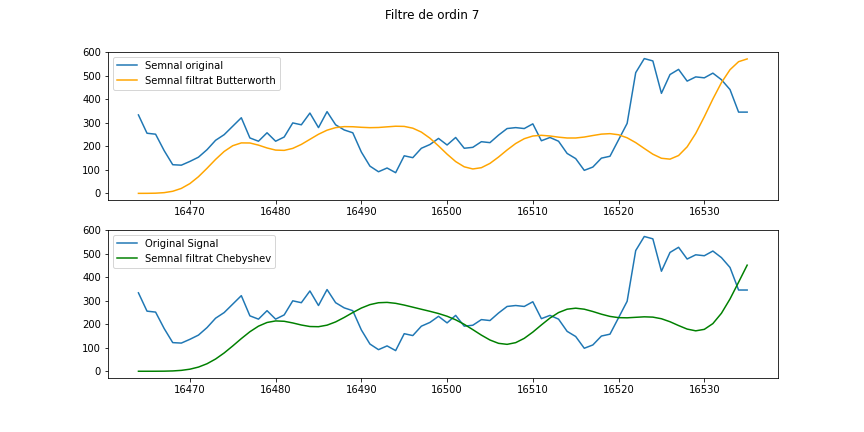 Filtre de ordin 7
600
500
400
300
200
100
0
Semnal original
Semnal filtrat Butterworth
16470 16480 16490 16500 16510 16520 16530
600
500
400
300
200
100
0
Original Signal
Semnal filtrat Chebyshev
16470 16480 16490 16500 16510 16520 16530